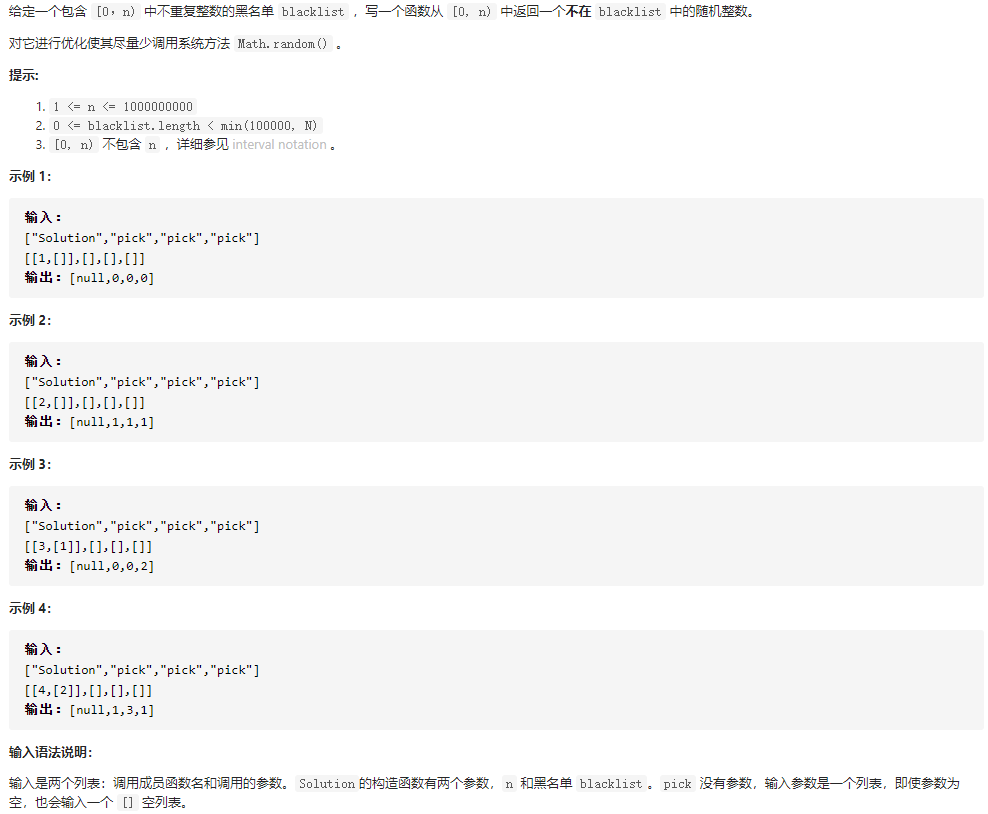 给定一个包含 [0，n) 中不重复整数的黑名单 blacklist ，写一个函数从 [0, n) 中返回一个不在 blacklist 中的随机整数。
对它进行优化使其尽量少调用系统方法 Math.random() 。
提示:
1. 1 <= n <= 1000000000
2. 0 <= blacklist.length < min(100000, N)
3. [0, n) 不包含 n ，详细参见 interval notation 。
示例 1：
输入：
["Solution","pick","pick","pick"]
[[1,[]],[],[],[]]
输出：[null,0,0,0]
示例 2：
输入：
["Solution","pick","pick","pick"]
[[2,[]],[],[],[]]
输出：[null,1,1,1]
示例 3：
输入：
["Solution","pick","pick","pick"]
[[3,[1]],[],[],[]]
输出：[null,0,0,2]
示例 4：
输入：
["Solution","pick","pick","pick"]
[[4,[2]],[],[],[]]
输出：[null,1,3,1]
输入语法说明：
输入是两个列表：调用成员函数名和调用的参数。Solution 的构造函数有两个参数，n 和黑名单 blacklist 。pick 没有参数，输入参数是一个列表，即使参数为
空，也会输入一个 [] 空列表。